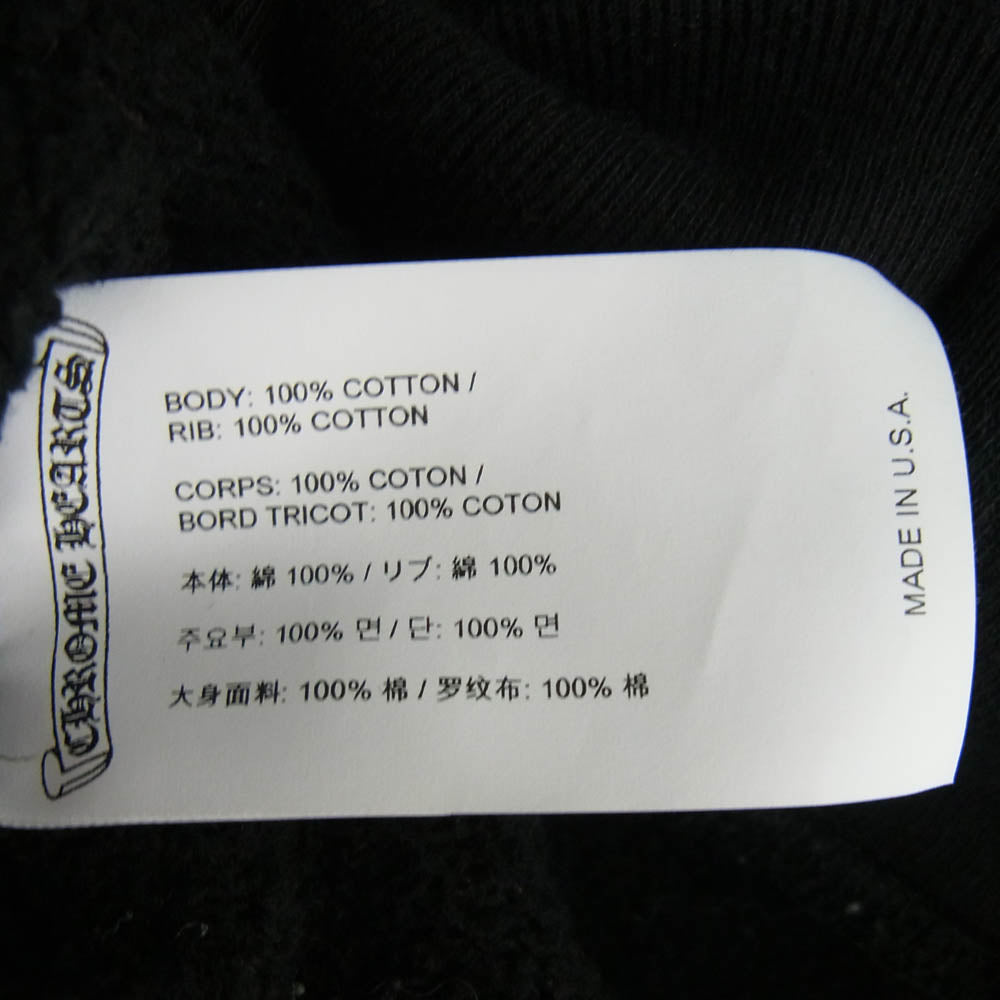 CHROME HEARTS
BODY: 100% COTTON /
RIB: 100% COTTON
CORPS: 100% COTON /
BORD TRICOT: 100% COTON
本体: 綿 100% / リブ: 綿 100%
주요부: 100% 면 / 단: 100% 면
大身面料: 100% 棉 / 罗纹布: 100% 棉
MADE IN U.S.A.